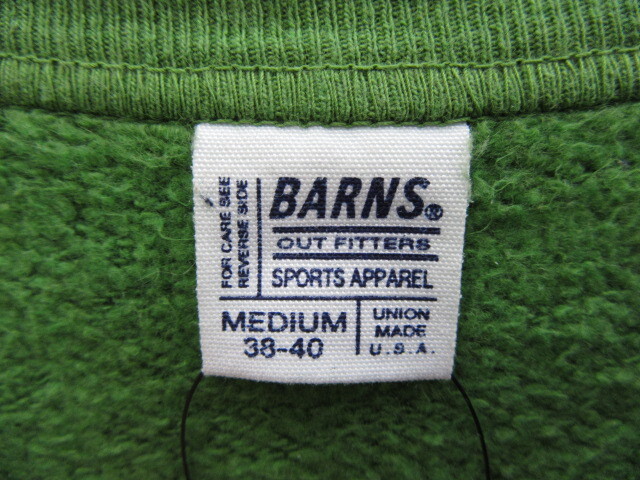 FOR CARE SEE
REVERSE SIDE
BARNS®
OUT FITTERS
SPORTS APPAREL
MEDIUM
38-40
UNION
MADE
U.S.A.